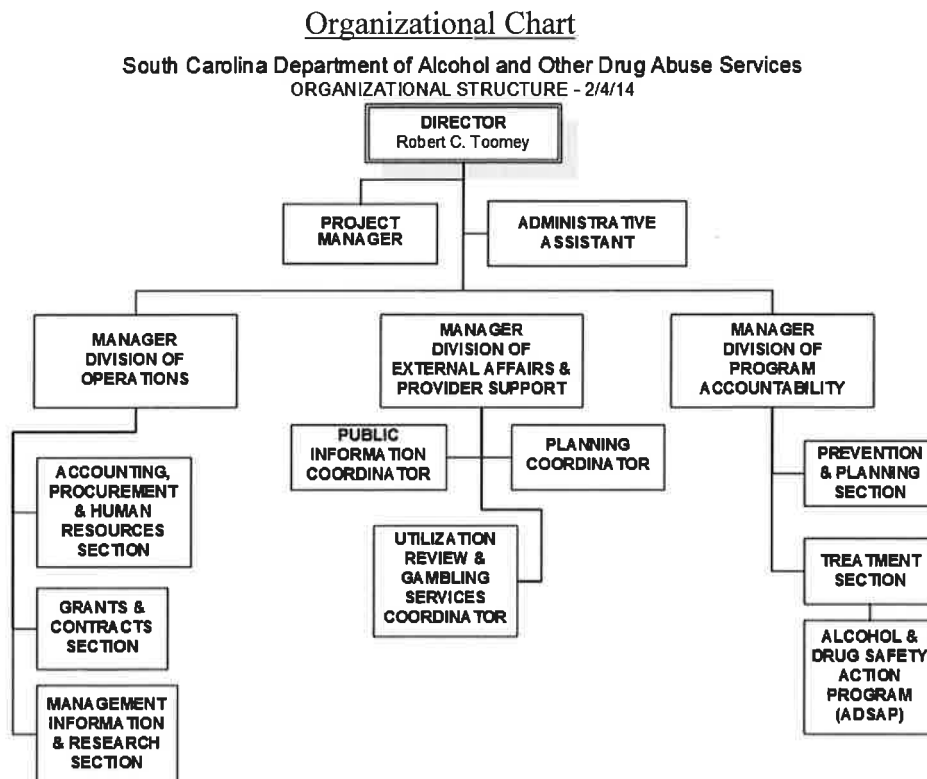 Organizational Chart
South Carolina Department of Alcohol and Other Drug Abuse Services
ORGANIZATIONAL STRUCTURE - 2/4/14
DIRECTOR
Robert C. Toomey
PROJECT
MANAGER
ADMINISTRATIVE
ASSISTANT
MANAGER
DIVISION OF
OPERATIONS
MANAGER
DIVISION OF
EXTERNAL AFFAIRS &
PROVIDER SUPPORT
MANAGER
DIVISION OF
PROGRAM
ACCOUNTABILITY
ACCOUNTING,
PROCUREMENT
& HUMAN
RESOURCES
SECTION
GRANTS &
CONTRACTS
SECTION
MANAGEMENT
INFORMATION
& RESEARCH
SECTION
PUBLIC
INFORMATION
COORDINATOR
PLANNING
COORDINATOR
UTILIZATION
REVIEW &
GAMBLING
SERVICES
COORDINATOR
PREVENTION
& PLANNING
SECTION
TREATMENT
SECTION
ALCOHOL &
DRUG SAFETY
ACTION
PROGRAM
(ADSAP)